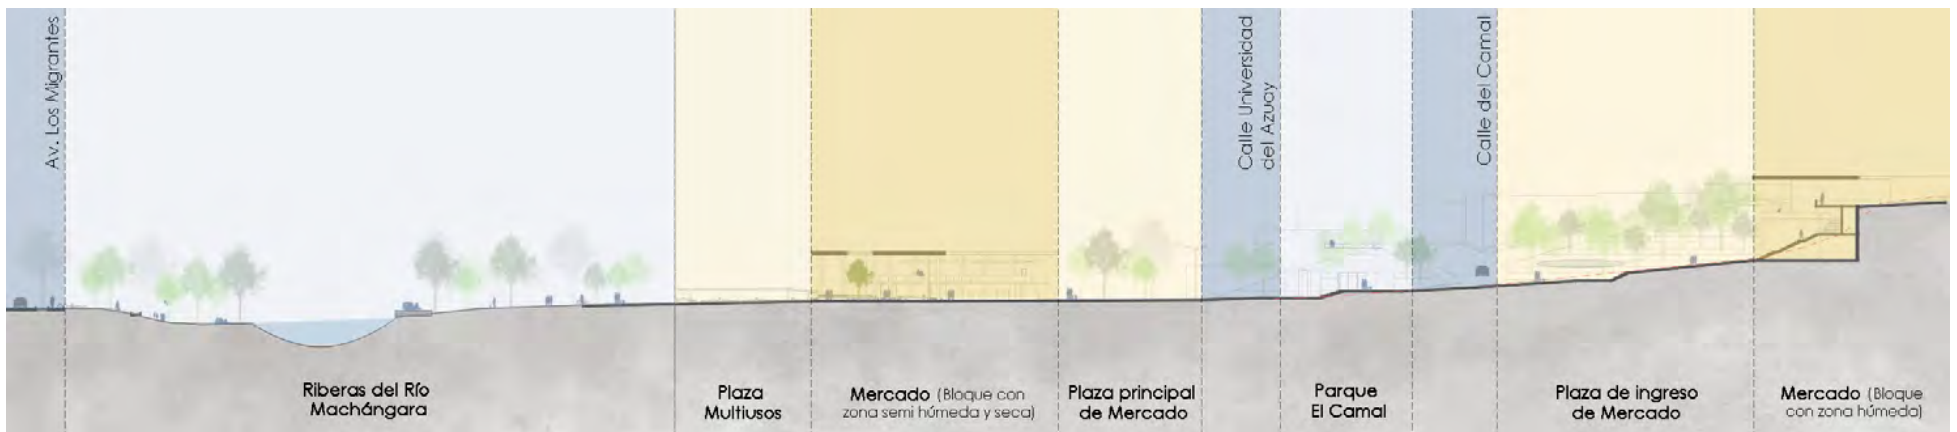 Av. Los Migrantes
Calle Universidad
del Azuay
Calle del Camal
Riberas del Río
Machángara
Plaza
Multiusos
Mercado (Bloque con
zona semi húmeda y seca)
Plaza principal
de Mercado
Parque
El Camal
Plaza de ingreso
de Mercado
Mercado (Bloque
con zona húmeda)